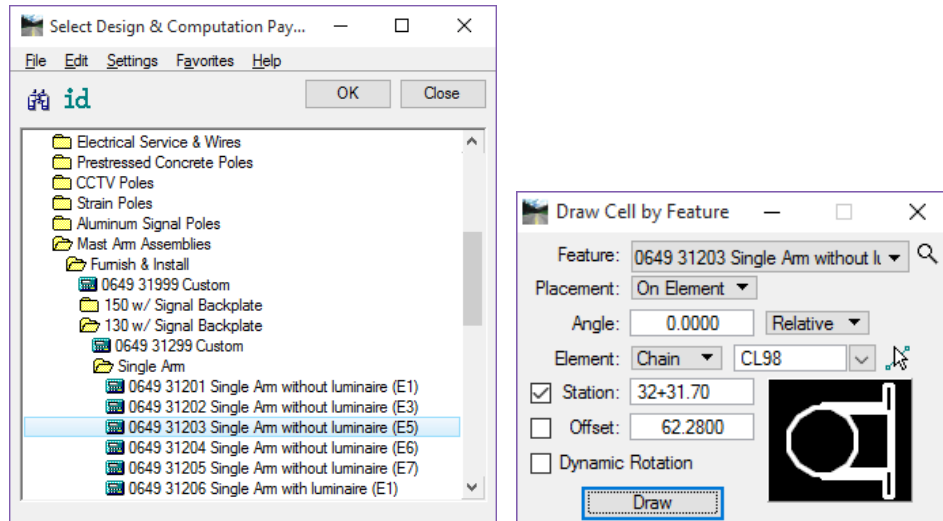 Select Design & Computation Pay...
File Edit Settings Favorites Help
id OK Close
Electrical Service & Wires
Prestressed Concrete Poles
CCTV Poles
Strain Poles
Aluminum Signal Poles
Mast Arm Assemblies
Furnish & Install
0649 31999 Custom
150 w/ Signal Backplate
130 w/ Signal Backplate
0649 31299 Custom
Single Arm
0649 31201 Single Arm without luminaire (E1)
0649 31202 Single Arm without luminaire (E3)
0649 31203 Single Arm without luminaire (E5)
0649 31204 Single Arm without luminaire (E6)
0649 31205 Single Arm without luminaire (E7)
0649 31206 Single Arm with luminaire (E1)
Draw Cell by Feature
Feature: 0649 31203 Single Arm without
Placement: On Element
Angle: 0.0000 Relative
Element: Chain CL98
Station: 32+31.70
Offset: 62.2800
Dynamic Rotation
Draw